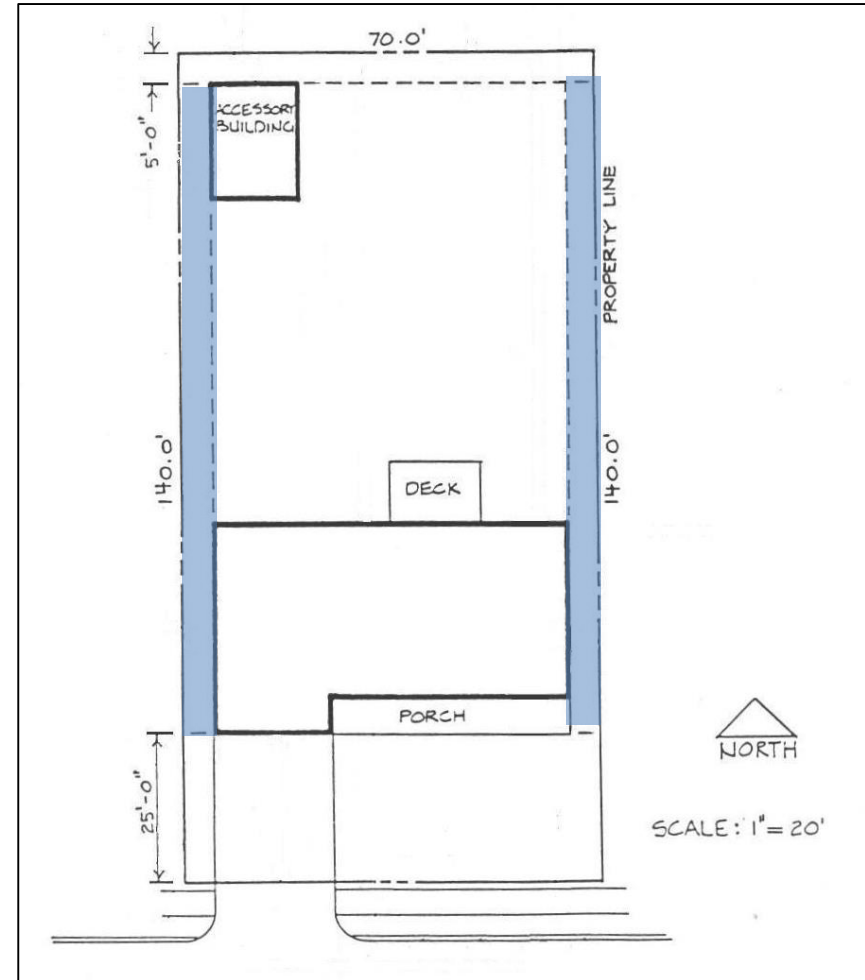 70.0'
ACCESSORY
BUILDING
5'-0"
PROPERTY LINE
140.0'
140.0'
DECK
PORCH
NORTH
25'-0"
SCALE: 1" = 20'